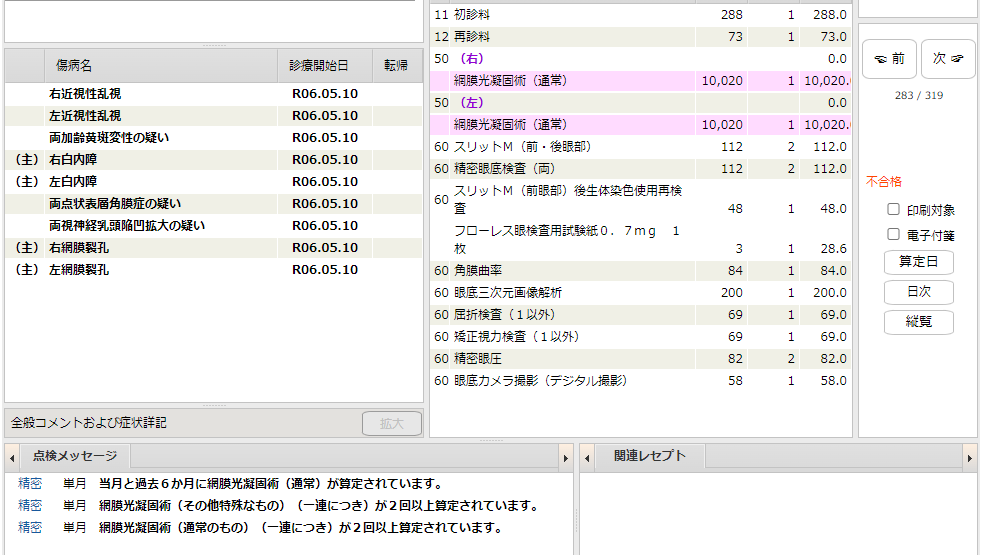 傷病名 診療開始日 転帰
右近視性乱視 R06.05.10
左近視性乱視 R06.05.10
両加齢黄斑変性の疑い R06.05.10
（主） 右白内障 R06.05.10
（主） 左白内障 R06.05.10
両点状表層角膜症の疑い R06.05.10
両視神経乳頭陥凹拡大の疑い R06.05.10
（主） 右網膜裂孔 R06.05.10
（主） 左網膜裂孔 R06.05.10
全般コメントおよび症状詳記 拡大
11 初診料 288 1 288.0
12 再診料 73 1 73.0
50 （右） 0.0
網膜光凝固術（通常） 10,020 1 10,020.
50 （左） 0.0
網膜光凝固術（通常） 10,020 1 10,020.
60 スリットＭ（前・後眼部） 112 2 112.0
60 精密眼底検査（両） 112 2 112.0
60 スリットＭ（前眼部）後生体染色使用再検
査 48 1 48.0
フローレス眼検査用試験紙０．７ｍｇ　１
枚 3 1 28.6
60 角膜曲率 84 1 84.0
60 眼底三次元画像解析 200 1 200.0
60 屈折検査（１以外） 69 1 69.0
60 矯正視力検査（１以外） 69 1 69.0
60 精密眼圧 82 2 82.0
60 眼底カメラ撮影（デジタル撮影） 58 1 58.0
前 次
283 / 319
不合格
印刷対象
電子付箋
算定日
日次
縦覧
点検メッセージ
精密 単月 当月と過去６か月に網膜光凝固術（通常）が算定されています。
精密 単月 網膜光凝固術（その他特殊なもの）（一連につき）が２回以上算定されています。
精密 単月 網膜光凝固術（通常のもの）（一連につき）が２回以上算定されています。
関連レセプト